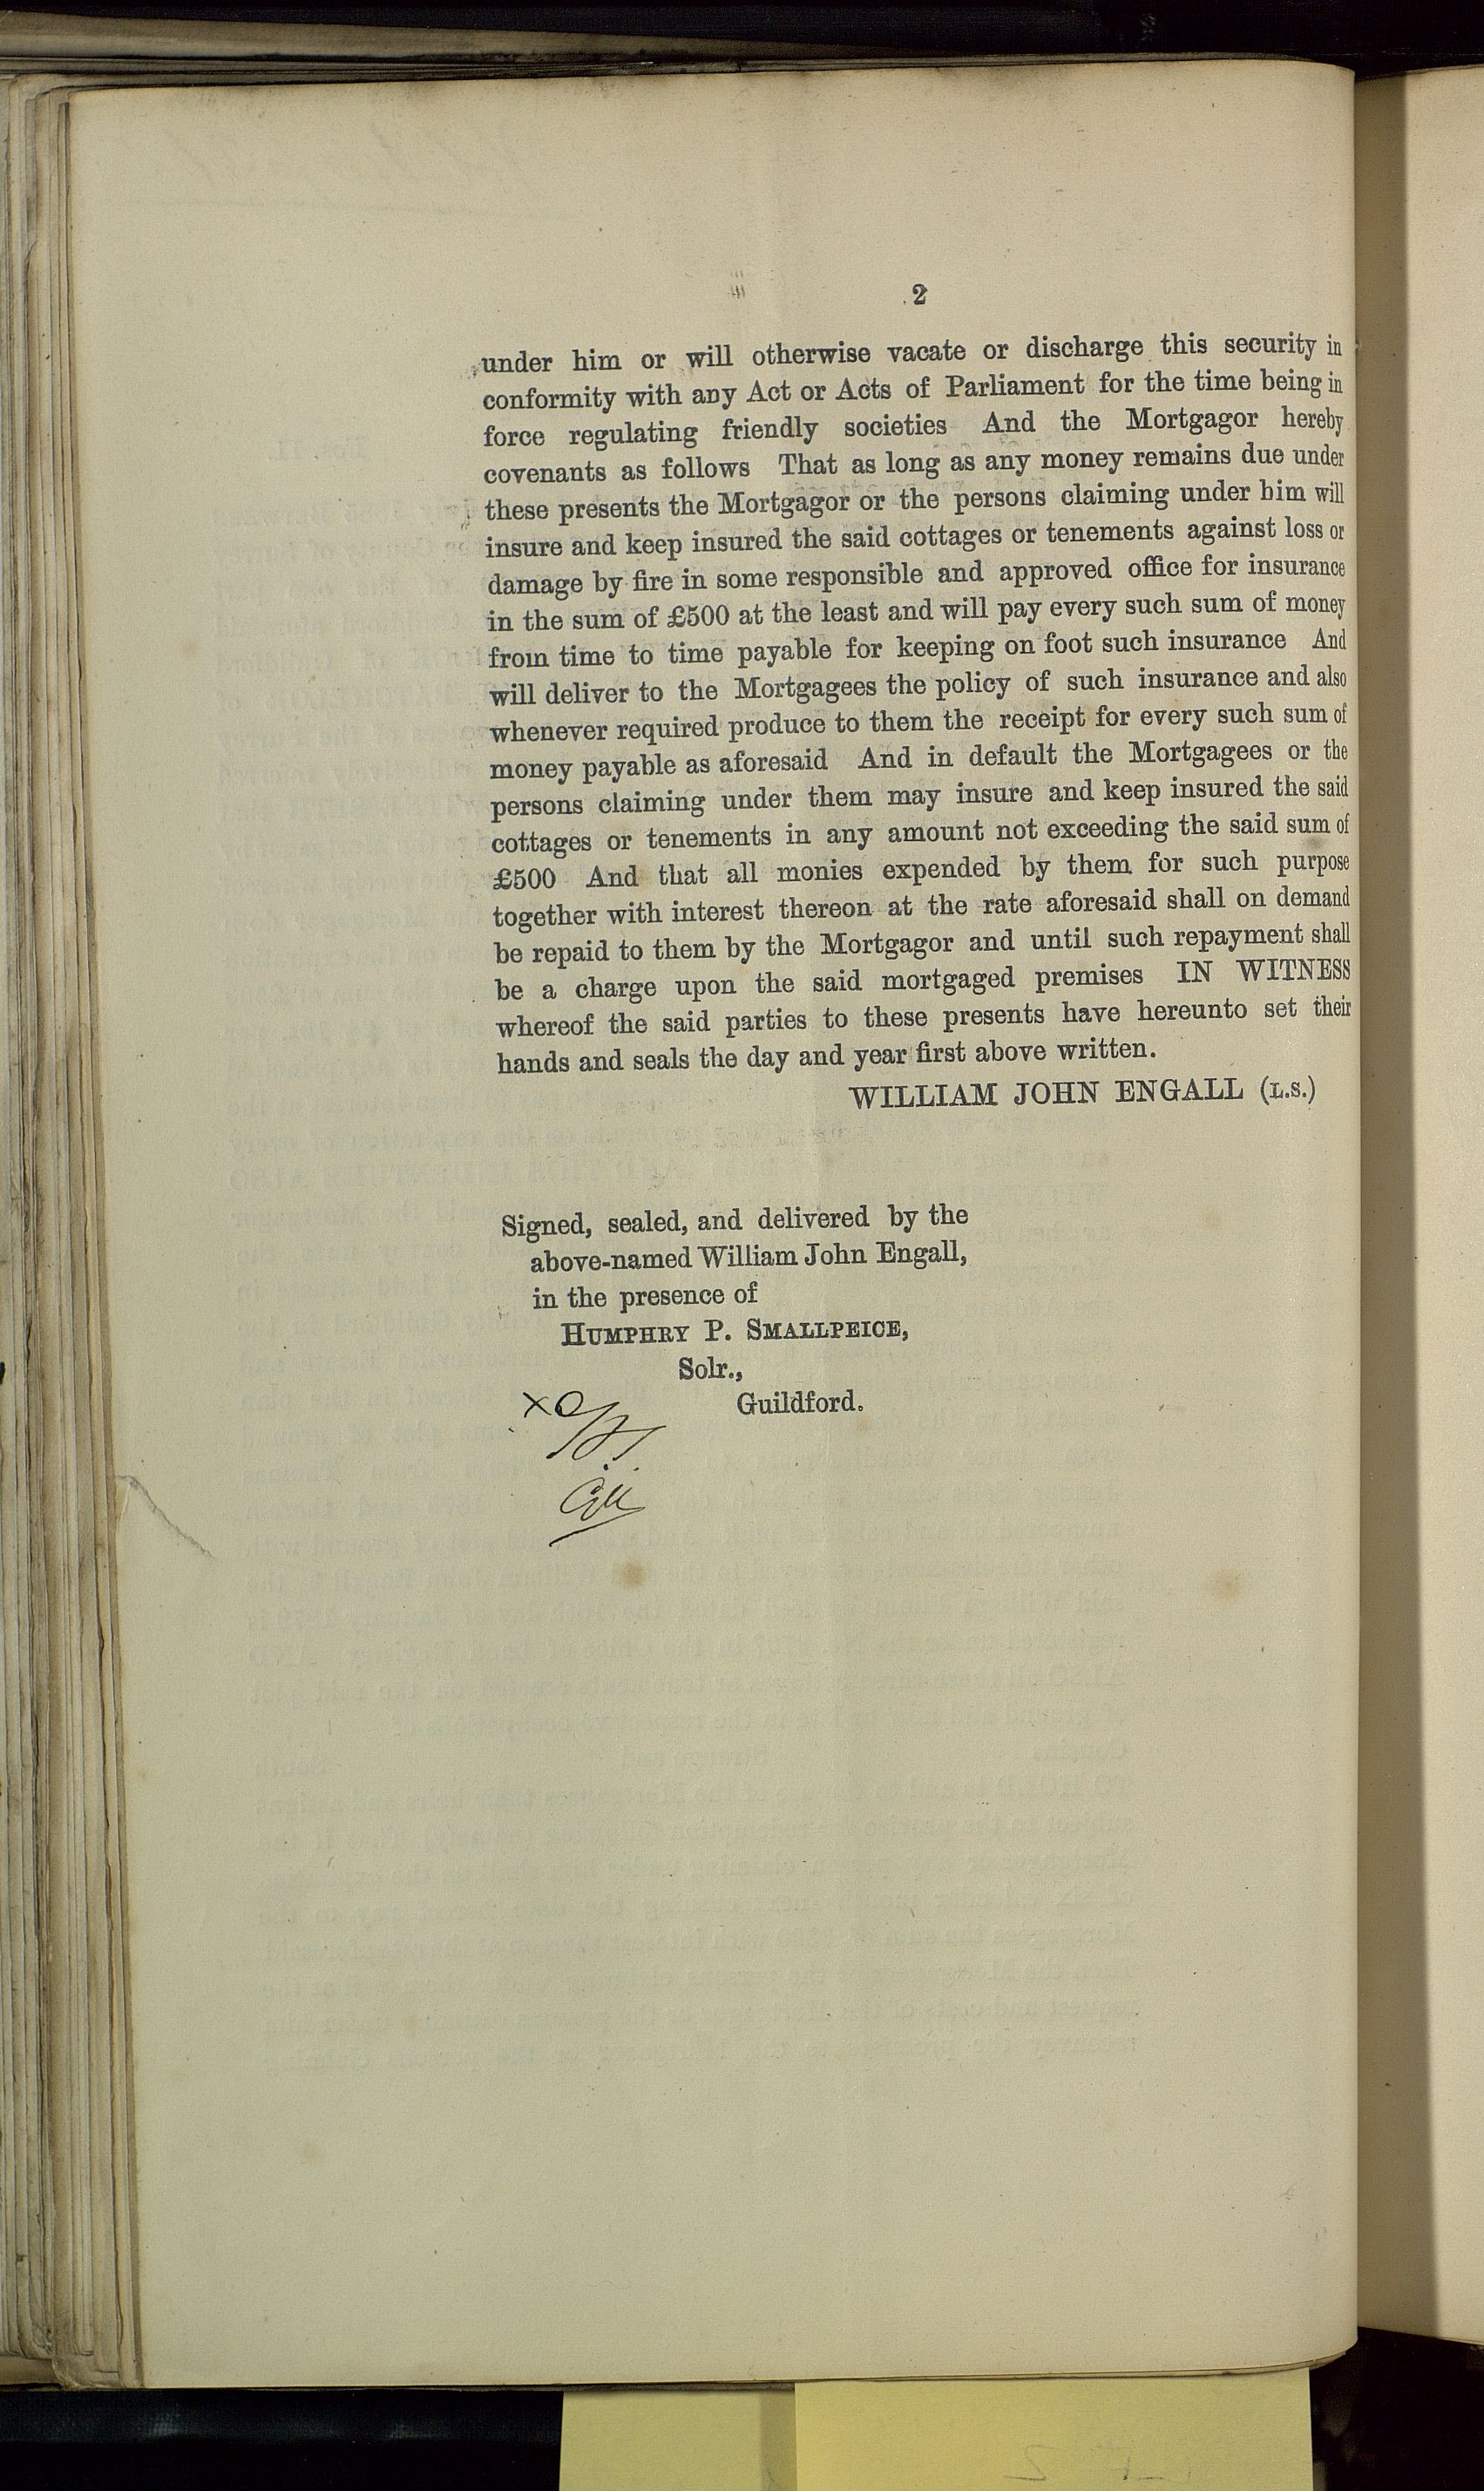 2
under him or will otherwise vacate or discharge this security in
conformity with any Act or Acts of Parliament for the time being in
force regulating friendly societies And the Mortgagor hereby
covenants as follows That as long as any money remains due under
these presents the Mortgagor or the persons claiming under him will
insure and keep insured the said cottages or tenements against loss or
damage by fire in some responsible and approved office for insurance
in the sum of £500 at the least and will pay every such sum of money
from time to time payable for keeping on foot such insurance And
will deliver to the Mortgagees the policy of such insurance and also
whenever required produce to them the receipt for every such sum of
money payable as aforesaid And in default the Mortgagees or the
persons claiming under them may insure and keep insured the said
cottages or tenements in any amount not exceeding the said sum of
£500 And that all monies expended by them for such purpose
together with interest thereon at the rate aforesaid shall on demand
be repaid to them by the Mortgagor and until such repayment shall
be a charge upon the said mortgaged premises IN WITNESS
whereof the said parties to these presents have hereunto set their
hands and seals the day and year first above written.
WILLIAM JOHN ENGALL (L.S.)
Signed, sealed, and delivered by the
above-named William John Engall,
in the presence of
HUMPHRY P. SMALLPEICE,
Solr.,
Guildford.